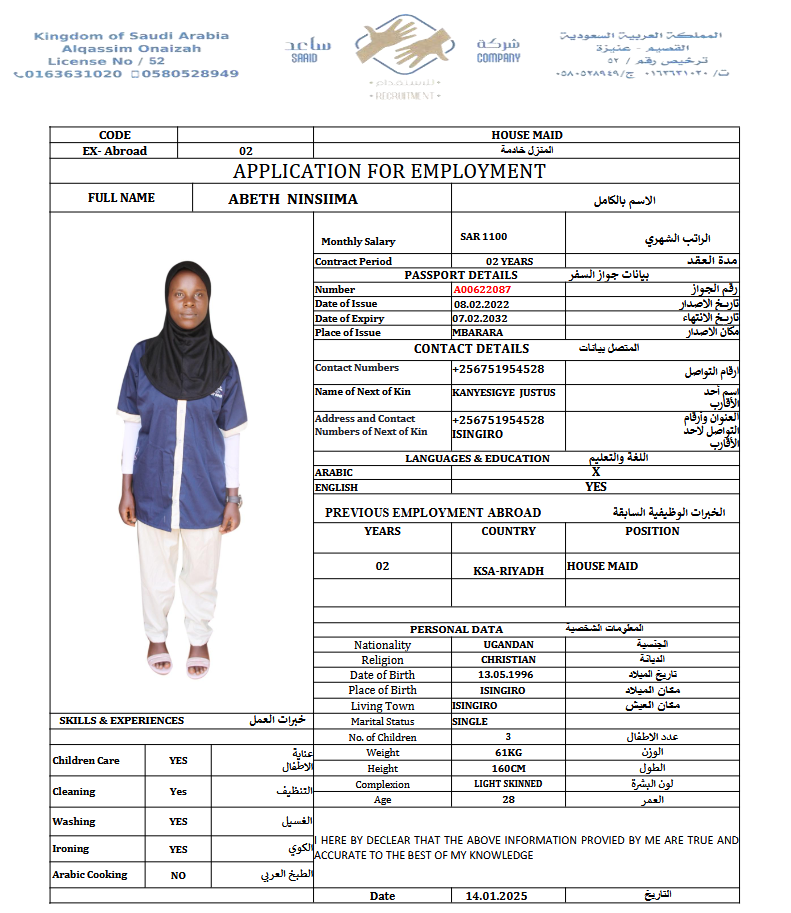 Kingdom of Saudi Arabia
Alqassim Onaizah
License No / 52
0163631020 0580528949
ساعد
SAAID
شركة
COMPANY
للاستقدام
• RECRUITMENT •
المملكة العربية السعودية
القصيم - عنيزة
ترخيص رقم / ٥٢
ت/ ٠١٦٣٦٣١٠٢٠ ج/٠٥٨٠٥٢٨٩٤٩
CODE HOUSE MAID
EX- Abroad 02 المنزل خادمة
APPLICATION FOR EMPLOYMENT
FULL NAME ABETH NINSIIMA الاسم بالكامل
Monthly Salary SAR 1100 الراتب الشهري
Contract Period 02 YEARS مدة العقد
PASSPORT DETAILS بيانات جواز السفر
Number A00622087 رقم الجواز
Date of Issue 08.02.2022 تاريخ الاصدار
Date of Expiry 07.02.2032 تاريخ الانتهاء
Place of Issue MBARARA مكان الاصدار
CONTACT DETAILS المتصل بيانات
Contact Numbers +256751954528 ارقام التواصل
Name of Next of Kin KANYESIGYE JUSTUS اسم أحد
الأقارب
Address and Contact +256751954528 العنوان وأرقام
Numbers of Next of Kin ISINGIRO التواصل لاحد
الأقارب
LANGUAGES & EDUCATION اللغة والتعليم
ARABIC X
ENGLISH YES
PREVIOUS EMPLOYMENT ABROAD الخبرات الوظيفية السابقة
YEARS COUNTRY POSITION
02 KSA-RIYADH HOUSE MAID
PERSONAL DATA المعلومات الشخصية
Nationality UGANDAN الجنسية
Religion CHRISTIAN الديانة
Date of Birth 13.05.1996 تاريخ الميلاد
Place of Birth ISINGIRO مكان الميلاد
Living Town ISINGIRO مكان العيش
Marital Status SINGLE
No. of Children 3 عدد الاطفال
Weight 61KG الوزن
Height 160CM الطول
Complexion LIGHT SKINNED لون البشرة
Age 28 العمر
SKILLS & EXPERIENCES خبرات العمل
Children Care YES عناية
الاطفال
Cleaning Yes التنظيف
Washing YES الغسيل
Ironing YES الكوي
Arabic Cooking NO الطبخ العربي
I HERE BY DECLEAR THAT THE ABOVE INFORMATION PROVIED BY ME ARE TRUE AND
ACCURATE TO THE BEST OF MY KNOWLEDGE
Date 14.01.2025 التاريخ